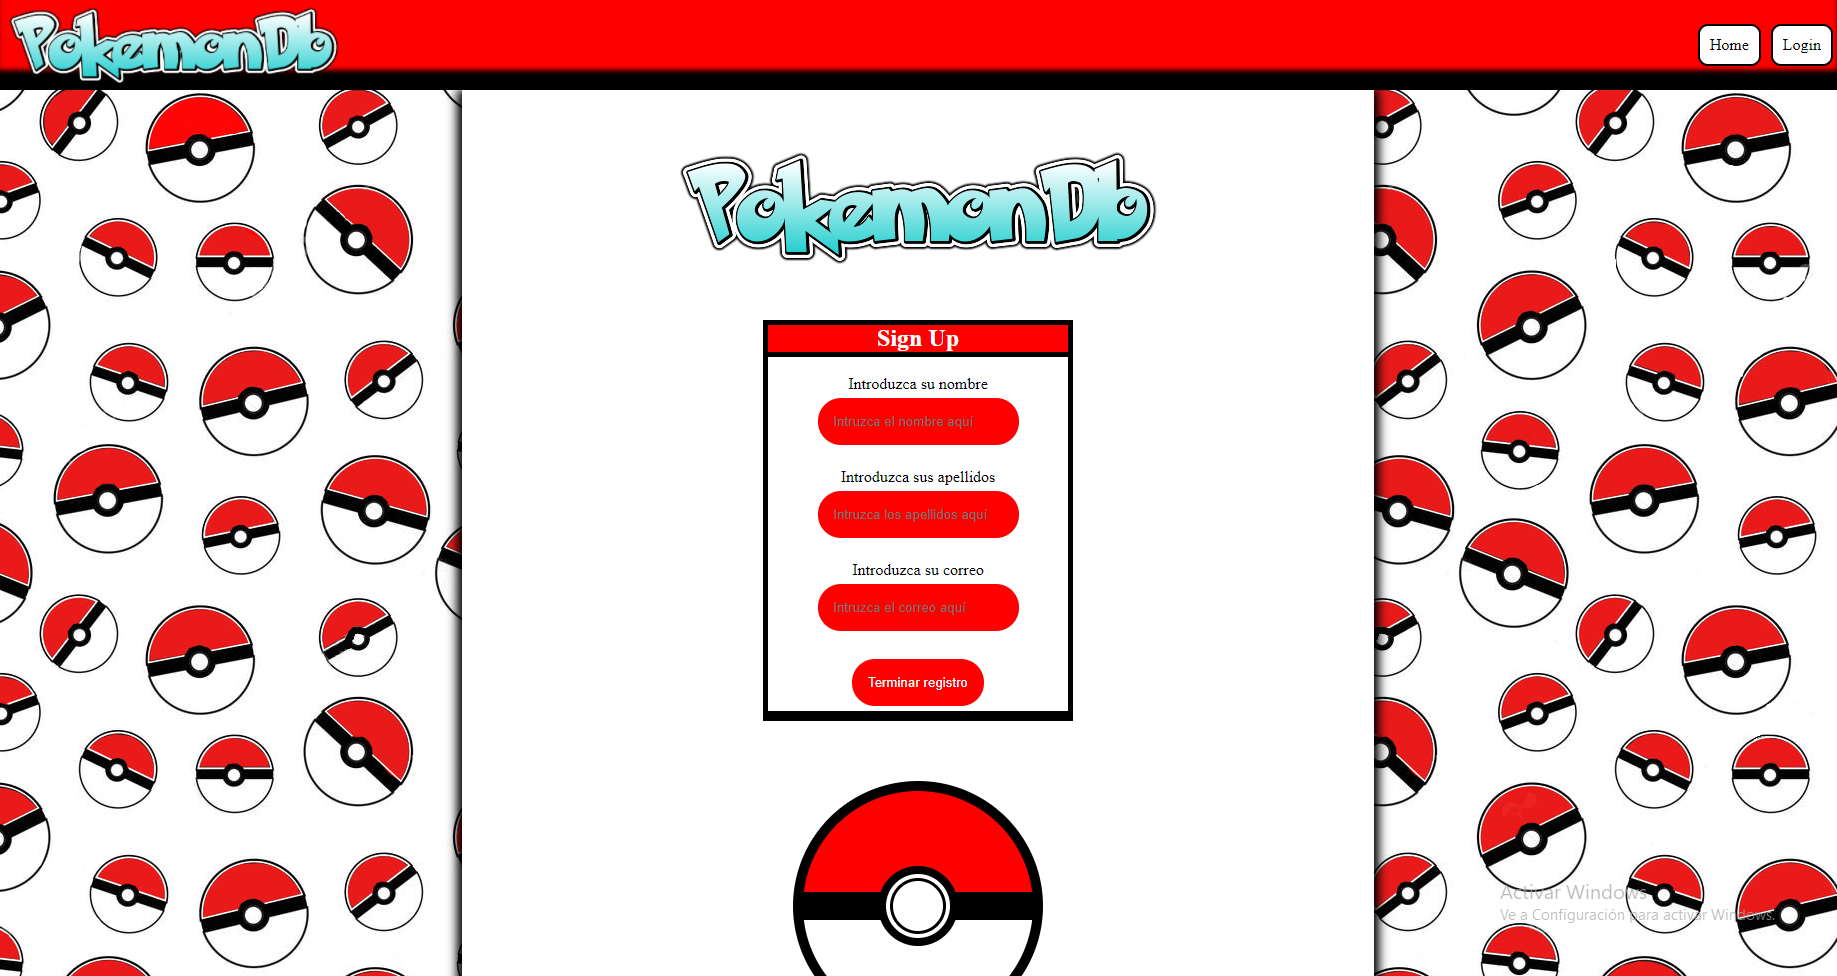 PokemonDb
Home
Login
PokemonDb
Sign Up
Introduzca su nombre
Intruzca el nombre aquí
Introduzca sus apellidos
Intruzca los apellidos aquí
Introduzca su correo
Intruzca el correo aquí
Terminar registro
Activar Windows
Ve a Configuración para activar Windows.